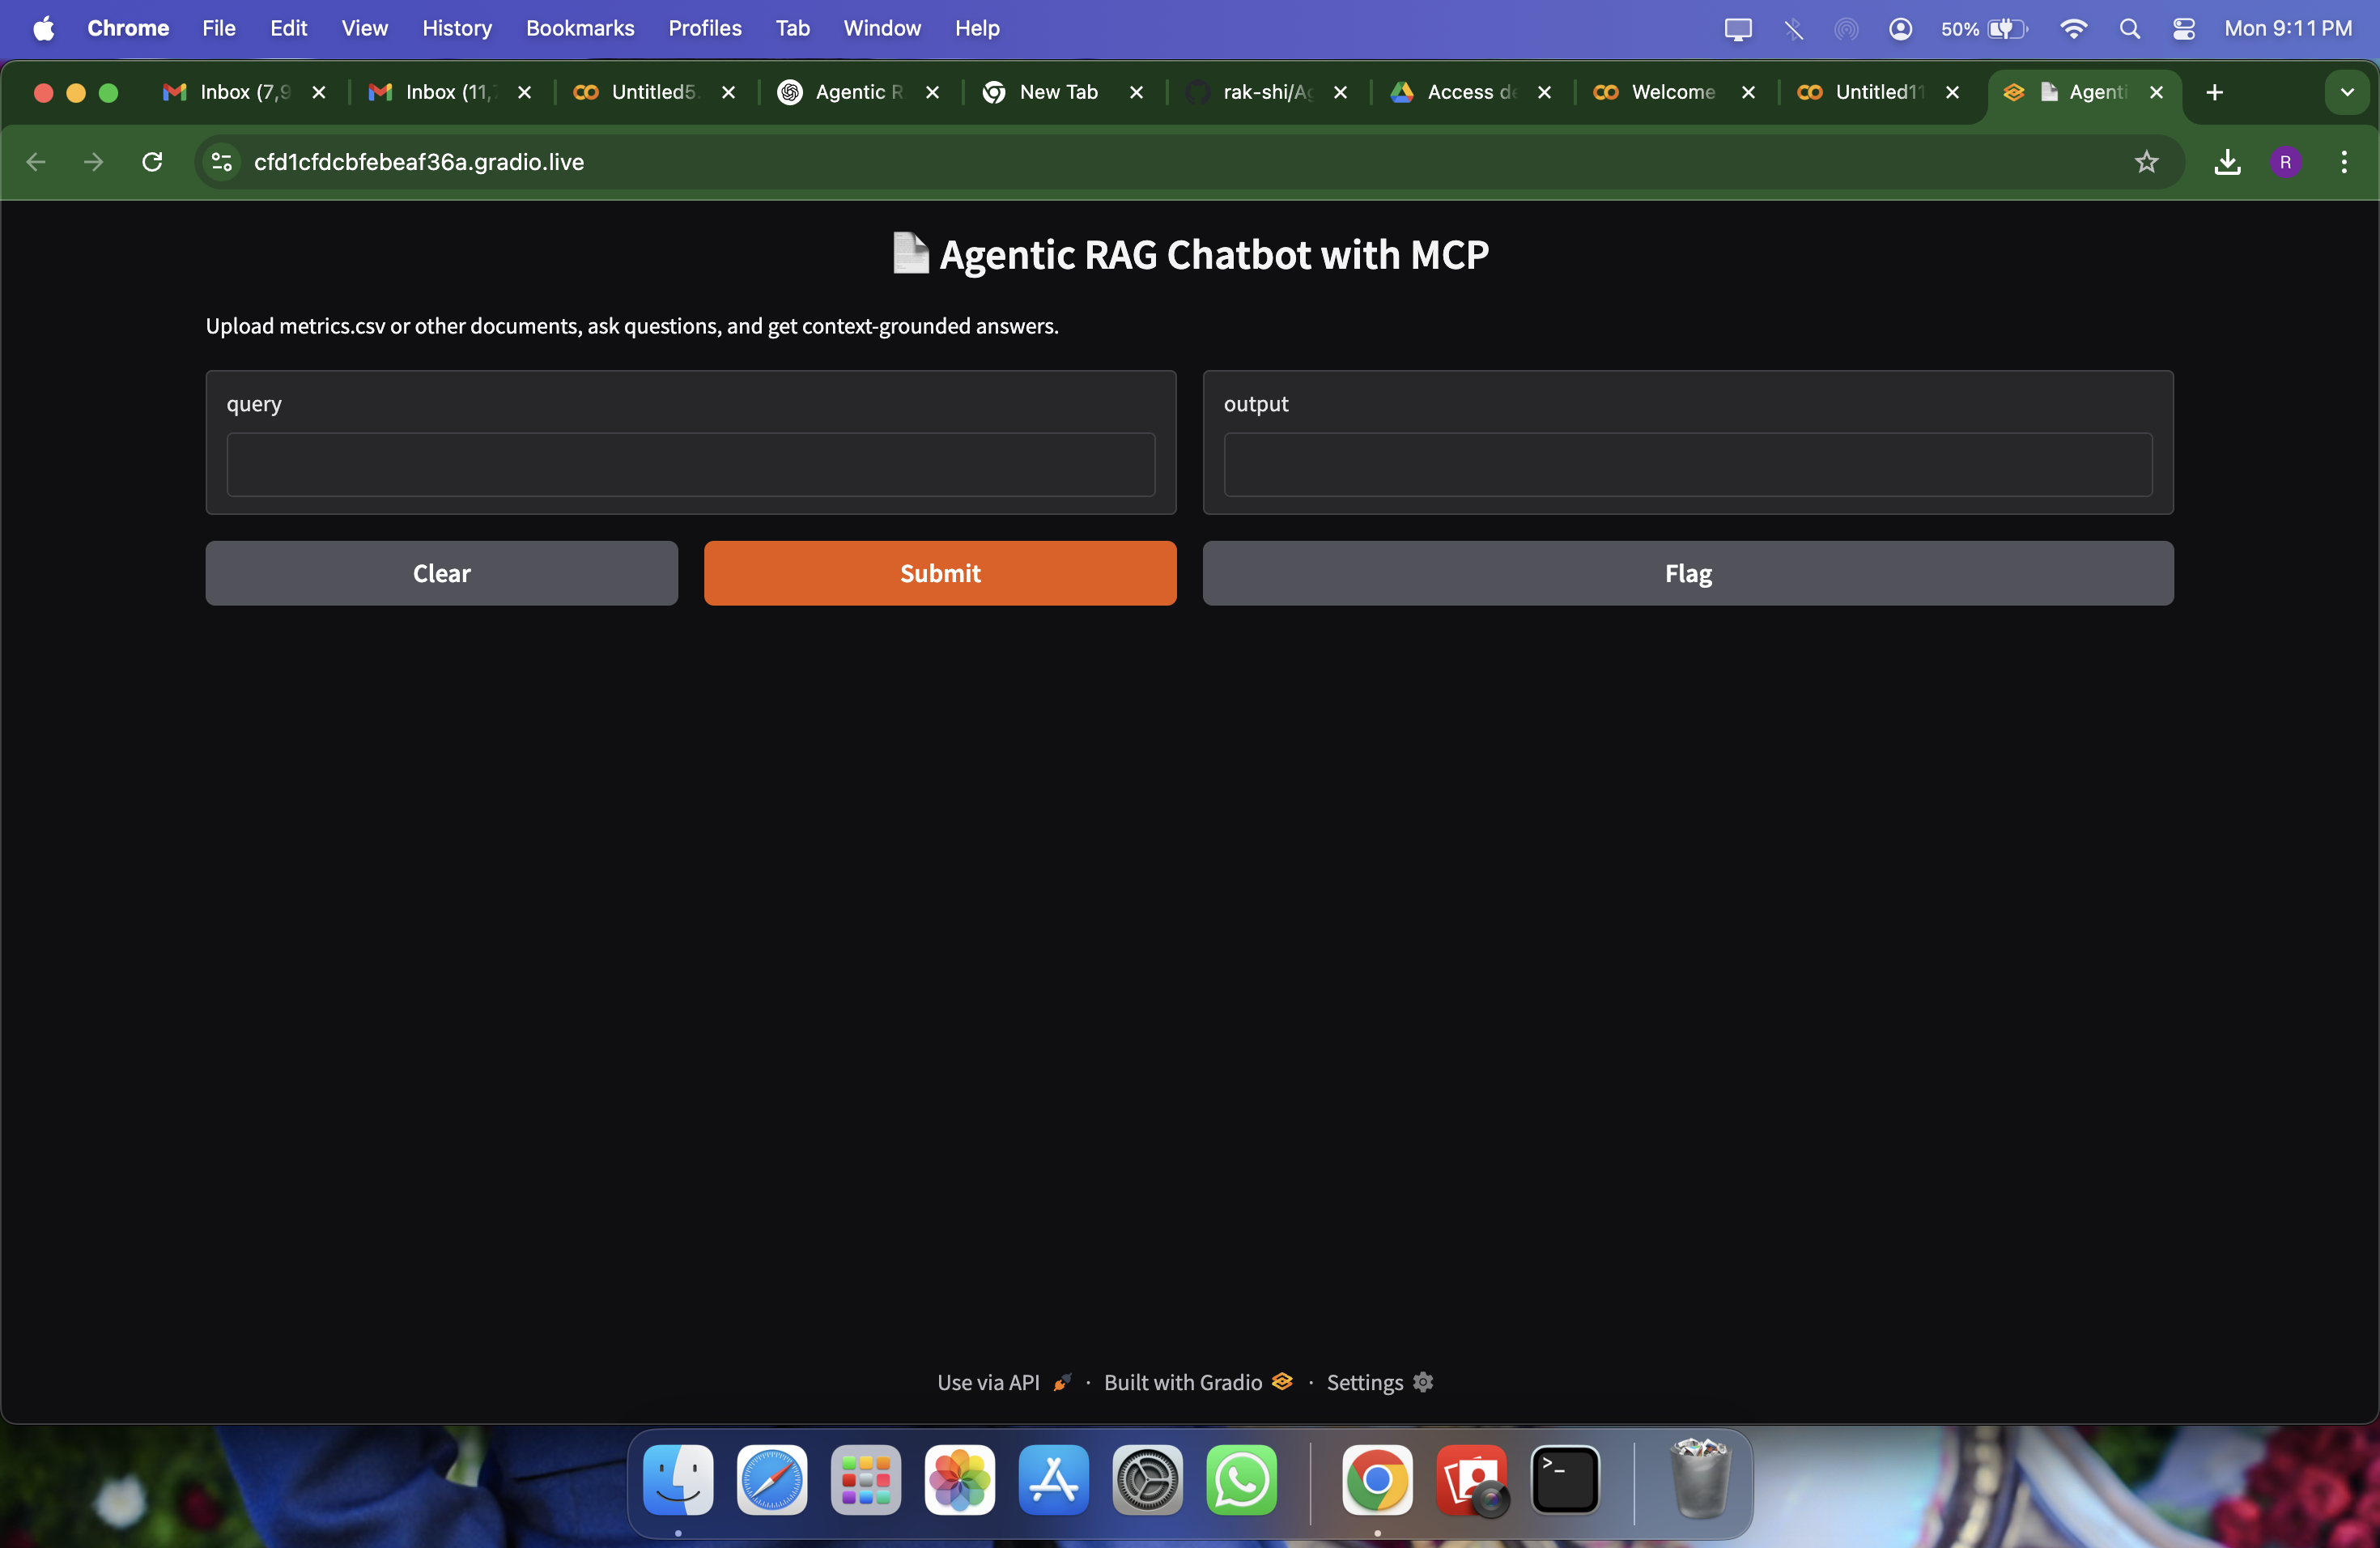 Chrome File Edit View History Bookmarks Profiles Tab Window Help 50% Mon 9:11 PM
Inbox (7,9 Inbox (11, Untitled5. Agentic R New Tab rak-shi/Ag Access de Welcome Untitled11 Agenti
cfd1cfdcbfebeaf36a.gradio.live R
Agentic RAG Chatbot with MCP
Upload metrics.csv or other documents, ask questions, and get context-grounded answers.
query output
Clear Submit Flag
Use via API · Built with Gradio · Settings